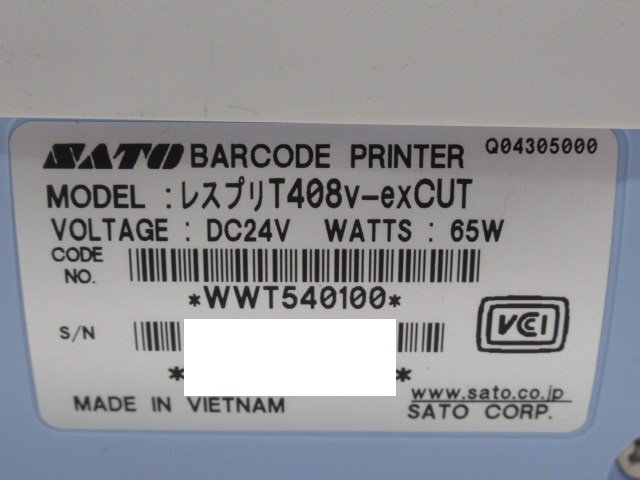 SATO BARCODE PRINTER Q04305000
MODEL : レスプリT408v-exCUT
VOLTAGE : DC24V WATTS : 65W
CODE NO.
*WWT540100*
S/N
* *
VCCI
MADE IN VIETNAM
www.sato.co.jp
SATO CORP.